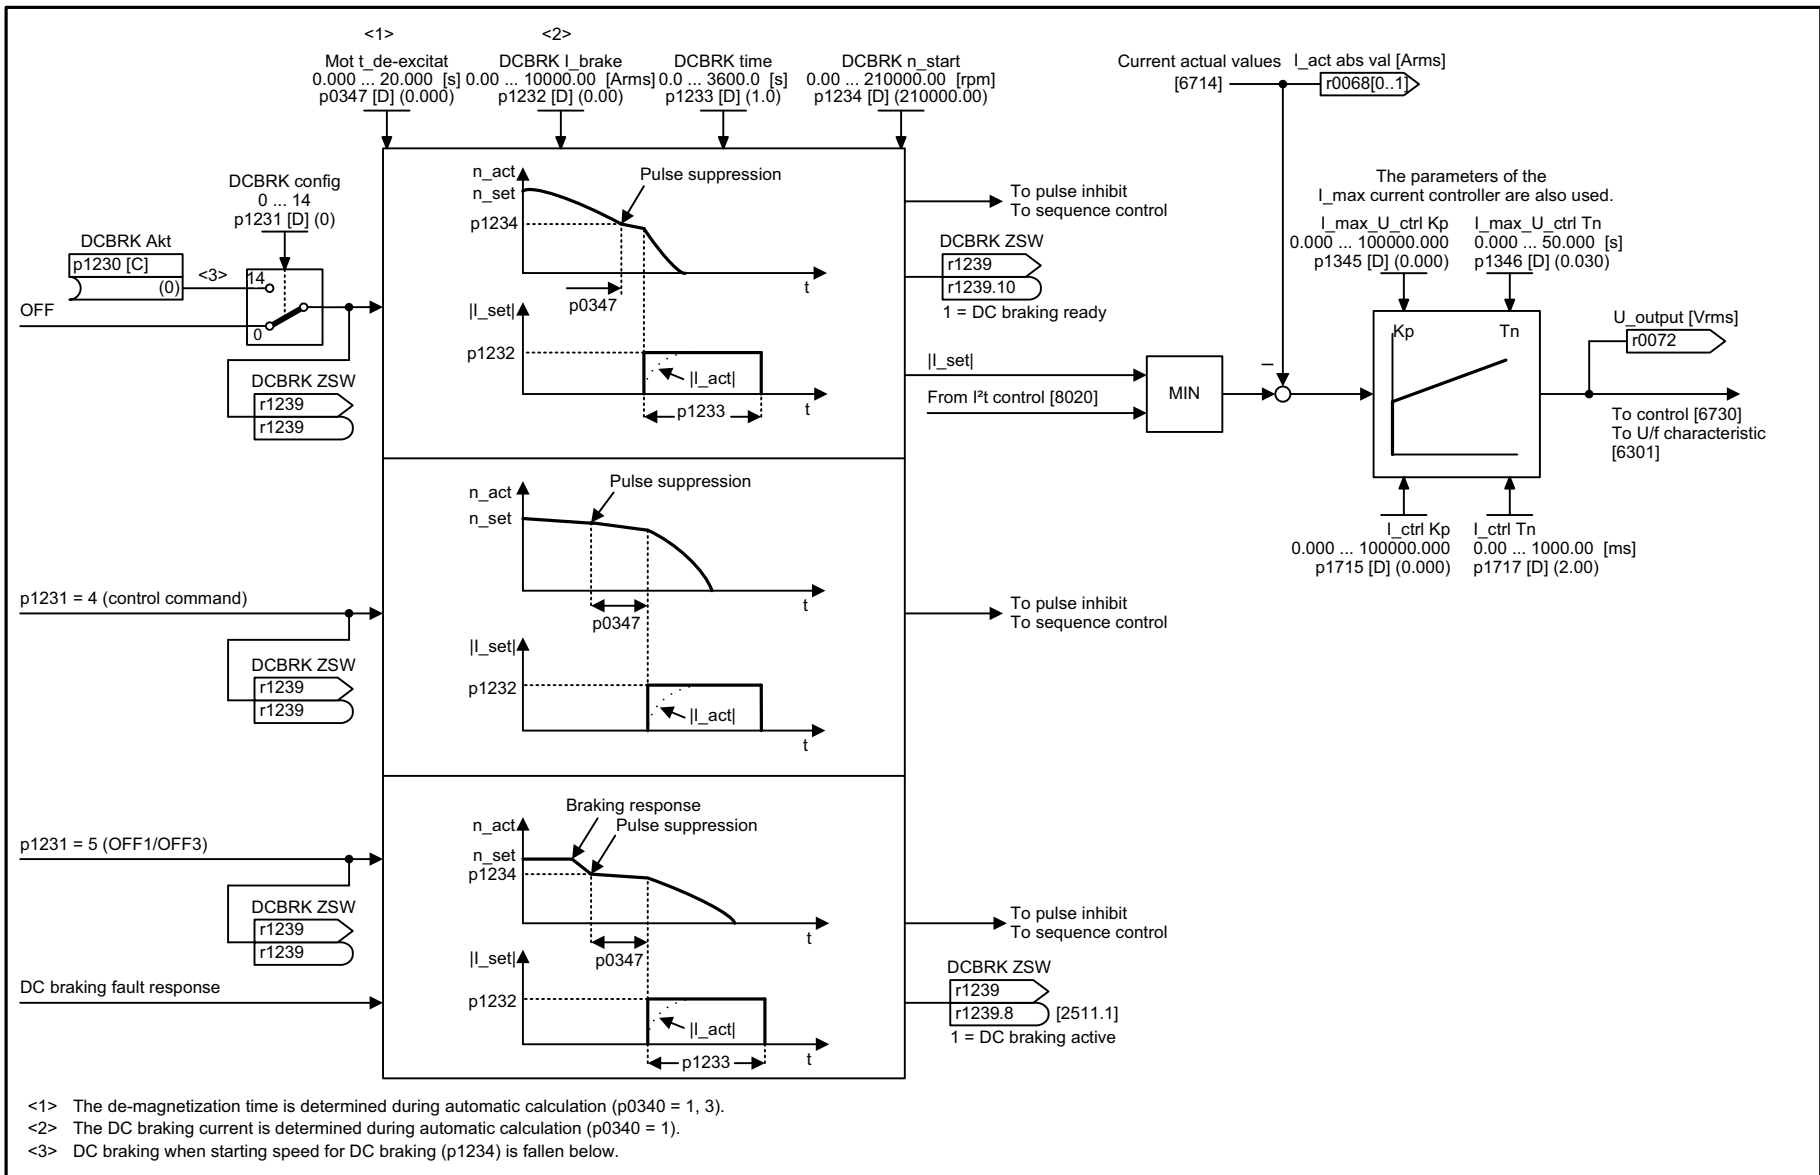 <1>
Mot t_de-excitat
0.000 ... 20.000 [s]
p0347 [D] (0.000)
<2>
DCBRK I_brake
0.00 ... 10000.00 [Arms]
p1232 [D] (0.00)
DCBRK time
0.0 ... 3600.0 [s]
p1233 [D] (1.0)
DCBRK n_start
0.00 ... 210000.00 [rpm]
p1234 [D] (210000.00)
Current actual values
[6714]
I_act abs val [Arms]
r0068[0..1]
DCBRK config
0 ... 14
p1231 [D] (0)
DCBRK Akt
p1230 [C]
(0)
<3>
14
0
OFF
DCBRK ZSW
r1239
r1239
n_act
n_set
p1234
Pulse suppression
t
p0347
|I_set|
p1232
|I_act|
t
p1233
To pulse inhibit
To sequence control
DCBRK ZSW
r1239
r1239.10
1 = DC braking ready
|I_set|
From I²t control [8020]
MIN
–
The parameters of the
I_max current controller are also used.
I_max_U_ctrl Kp
0.000 ... 100000.000
p1345 [D] (0.000)
I_max_U_ctrl Tn
0.000 ... 50.000 [s]
p1346 [D] (0.030)
Kp
Tn
U_output [Vrms]
r0072
To control [6730]
To U/f characteristic
[6301]
I_ctrl Kp
0.000 ... 100000.000
p1715 [D] (0.000)
I_ctrl Tn
0.00 ... 1000.00 [ms]
p1717 [D] (2.00)
p1231 = 4 (control command)
DCBRK ZSW
r1239
r1239
n_act
n_set
Pulse suppression
t
p0347
|I_set|
p1232
|I_act|
t
To pulse inhibit
To sequence control
p1231 = 5 (OFF1/OFF3)
DCBRK ZSW
r1239
r1239
DC braking fault response
Braking response
Pulse suppression
n_act
n_set
p1234
t
p0347
|I_set|
p1232
|I_act|
t
p1233
To pulse inhibit
To sequence control
DCBRK ZSW
r1239
r1239.8
[2511.1]
1 = DC braking active
<1> The de-magnetization time is determined during automatic calculation (p0340 = 1, 3).
<2> The DC braking current is determined during automatic calculation (p0340 = 1).
<3> DC braking when starting speed for DC braking (p1234) is fallen below.